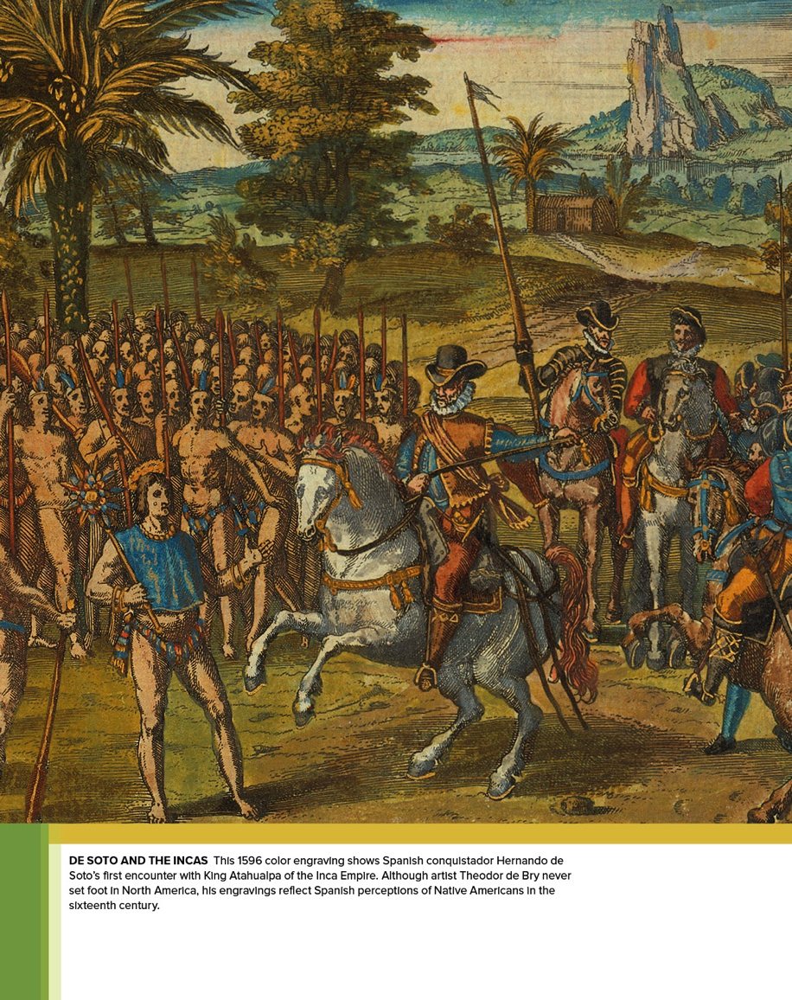 DE SOTO AND THE INCAS This 1596 color engraving shows Spanish conquistador Hernando de
Soto’s first encounter with King Atahualpa of the Inca Empire. Although artist Theodor de Bry never
set foot in North America, his engravings reflect Spanish perceptions of Native Americans in the
sixteenth century.